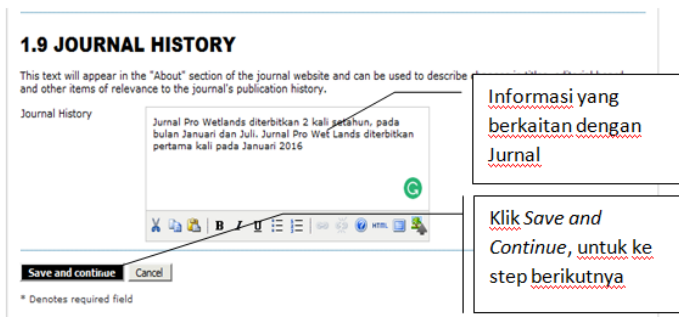 1.9 JOURNAL HISTORY
This text will appear in the "About" section of the journal website and can be used to describe
and other items of relevance to the journal's publication history.
Journal History
Jurnal Pro Wetlands diterbitkan 2 kali setahun, pada
bulan Januari dan Juli. Jurnal Pro Wet Lands diterbitkan
pertama kali pada Januari 2016
Informasi yang
berkaitan dengan
Jurnal
B I U HTML
Klik Save and
Continue, untuk ke
step berikutnya
Save and continue Cancel
* Denotes required field